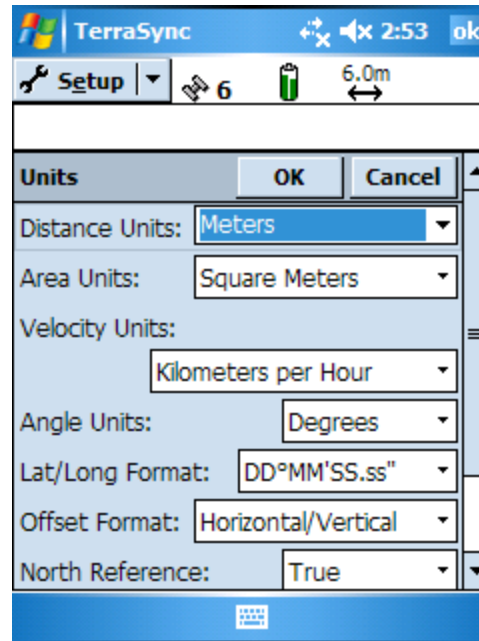 TerraSync 2:53 ok
Setup 6 6.0m
Units OK Cancel
Distance Units: Meters
Area Units: Square Meters
Velocity Units:
Kilometers per Hour
Angle Units: Degrees
Lat/Long Format: DD°MM'SS.ss"
Offset Format: Horizontal/Vertical
North Reference: True